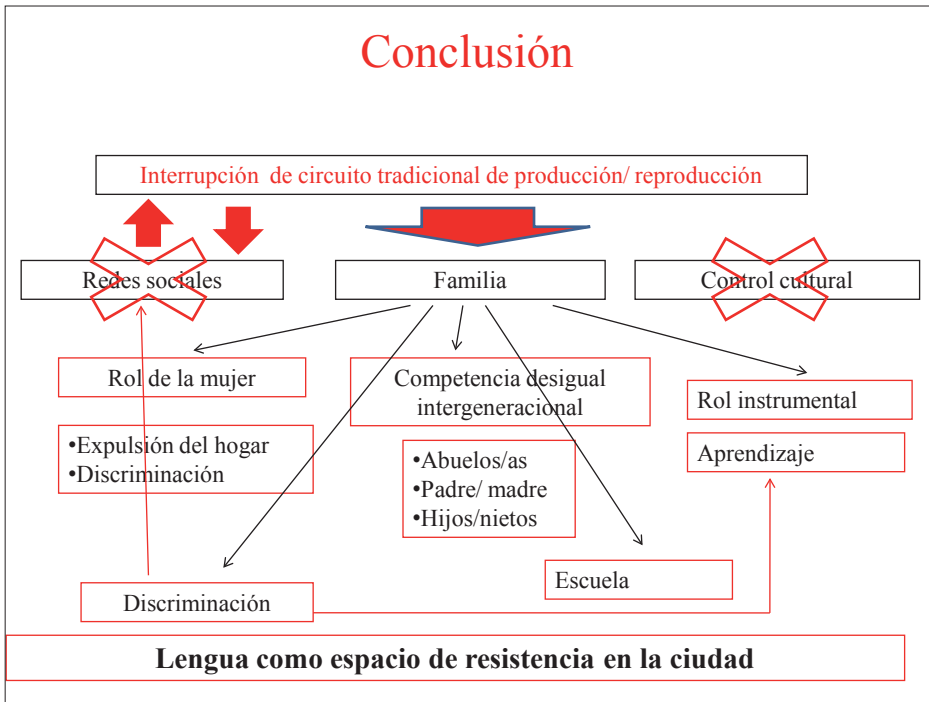 Conclusión
Interrupción de circuito tradicional de producción/ reproducción
Redes sociales
Familia
Control cultural
Rol de la mujer
Competencia desigual
intergeneracional
Rol instrumental
•Expulsión del hogar
•Discriminación
Aprendizaje
•Abuelos/as
•Padre/ madre
•Hijos/nietos
Escuela
Discriminación
Lengua como espacio de resistencia en la ciudad